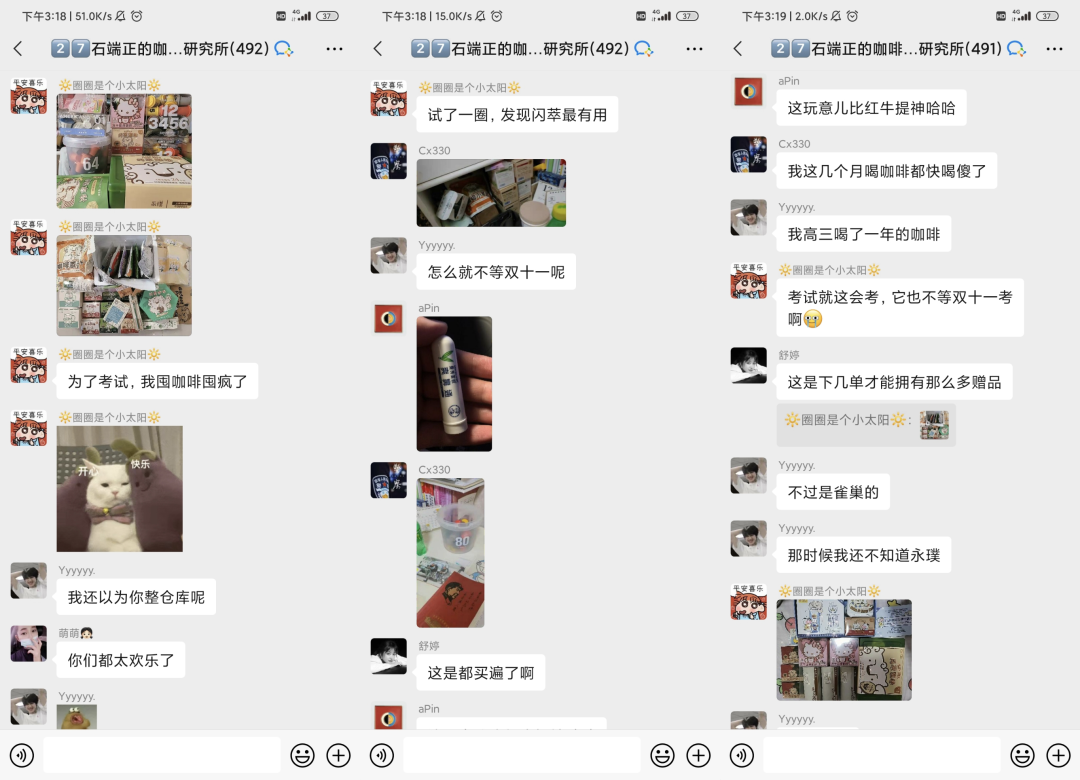 下午3:18 | 51.0K/s
HD 4G 37
27石端正的咖...研究所(492)
平安喜乐
🔆圈圈是个小太阳🔆
12
3456
64
平安喜乐
🔆圈圈是个小太阳🔆
平安喜乐
🔆圈圈是个小太阳🔆
为了考试，我囤咖啡囤疯了
平安喜乐
🔆圈圈是个小太阳🔆
开心
快乐
Yyyyyy.
我还以为你整仓库呢
萌萌👧🏻
你们都太欢乐了
Yyyyyy.
下午3:18 | 15.0K/s
HD 4G 37
27石端正的咖...研究所(492)
平安喜乐
🔆圈圈是个小太阳🔆
试了一圈，发现闪萃最有用
Cx330
Yyyyyy.
怎么就不等双十一呢
aPin
Cx330
80
舒婷
这是都买遍了啊
aPin
下午3:19 | 2.0K/s
HD 4G 37
27石端正的咖啡...研究所(491)
aPin
这玩意儿比红牛提神哈哈
Cx330
我这几个月喝咖啡都快喝傻了
Yyyyyy.
我高三喝了一年的咖啡
平安喜乐
🔆圈圈是个小太阳🔆
考试就这会考，它也不等双十一考
啊
舒婷
这是下几单才能拥有那么多赠品
🔆圈圈是个小太阳🔆：
Yyyyyy.
不过是雀巢的
Yyyyyy.
那时候我还不知道永璞
平安喜乐
🔆圈圈是个小太阳🔆
Yyyyyy.